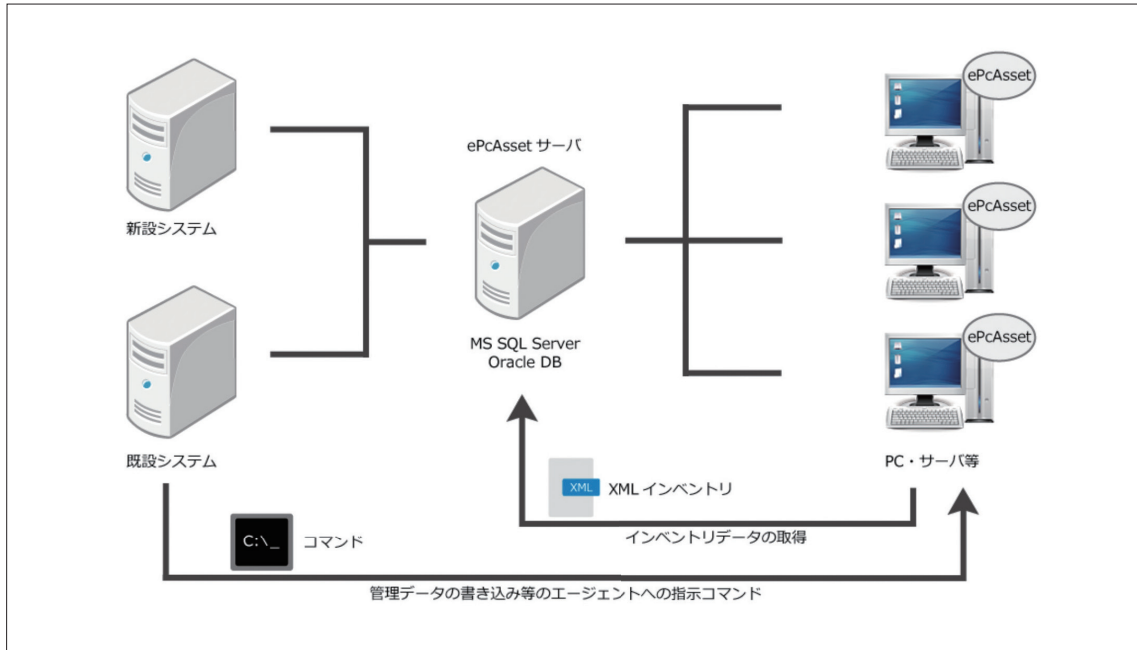 ePcAsset
ePcAsset サーバ
新設システム
ePcAsset
MS SQL Server
Oracle DB
ePcAsset
既設システム
PC・サーバ等
XML
XML インベントリ
インベントリデータの取得
C:\_
コマンド
管理データの書き込み等のエージェントへの指示コマンド